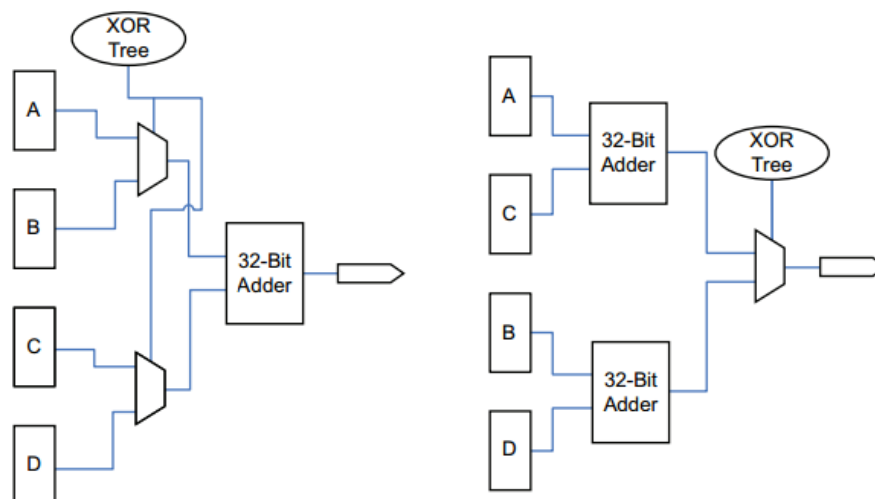 XOR
Tree
A
B
C
D
32-Bit
Adder
A
C
B
D
32-Bit
Adder
32-Bit
Adder
XOR
Tree